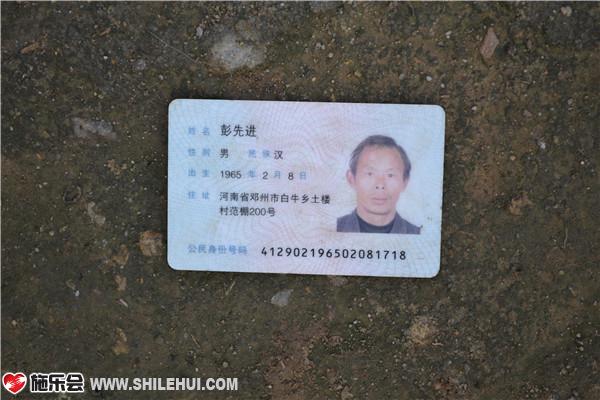 姓名 彭先进
性别 男 民族 汉
出生 1965 年 2 月 8 日
住址 河南省邓州市白牛乡土楼
村范棚200号
公民身份号码 412902196502081718
施乐会 WWW.SHILEHUI.COM